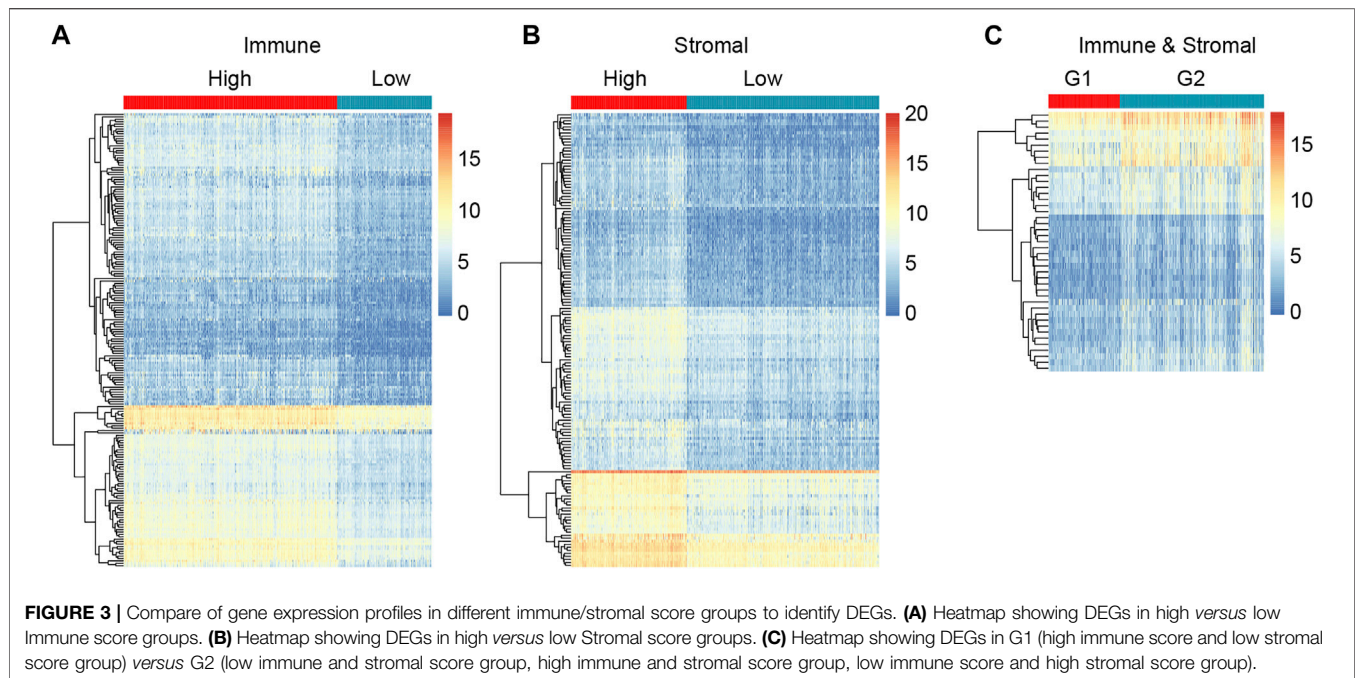 A
Immune
High Low
15
10
5
0
B
Stromal
High Low
20
15
10
5
0
C
Immune & Stromal
G1 G2
15
10
5
0
FIGURE 3 | Compare of gene expression profiles in different immune/stromal score groups to identify DEGs. (A) Heatmap showing DEGs in high versus low
Immune score groups. (B) Heatmap showing DEGs in high versus low Stromal score groups. (C) Heatmap showing DEGs in G1 (high immune score and low stromal
score group) versus G2 (low immune and stromal score group, high immune and stromal score group, low immune score and high stromal score group).